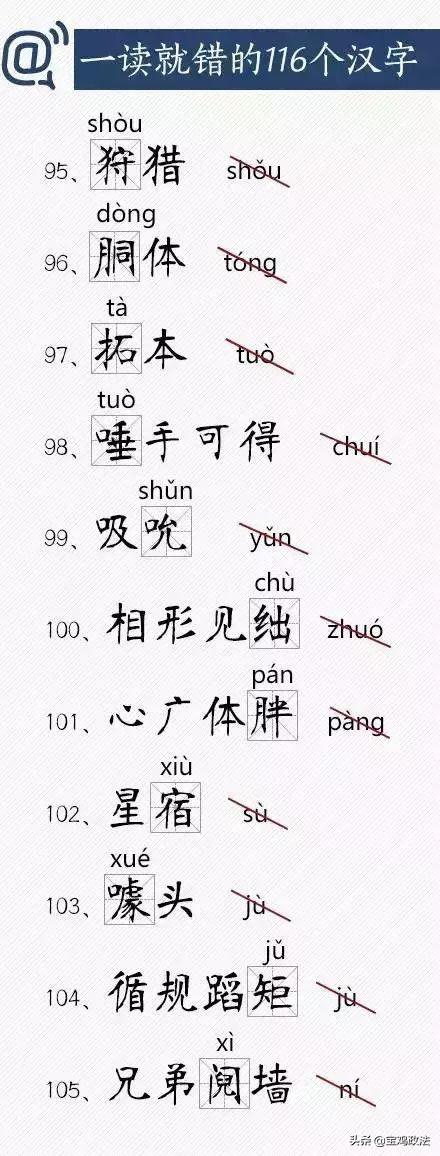 一读就错的116个汉字
shòu
95、狩猎 shǒu
dòng
96、胴体 tóng
tà
97、拓本 tuò
tuò
98、唾手可得 chuí
shǔn
99、吸吮 yǔn
chù
100、相形见绌 zhuó
pán
101、心广体胖 pàng
xiù
102、星宿 sù
xué
103、噱头 jù
jǔ
104、循规蹈矩 jù
xì
105、兄弟阋墙 ní
头条 @宝鸡政法